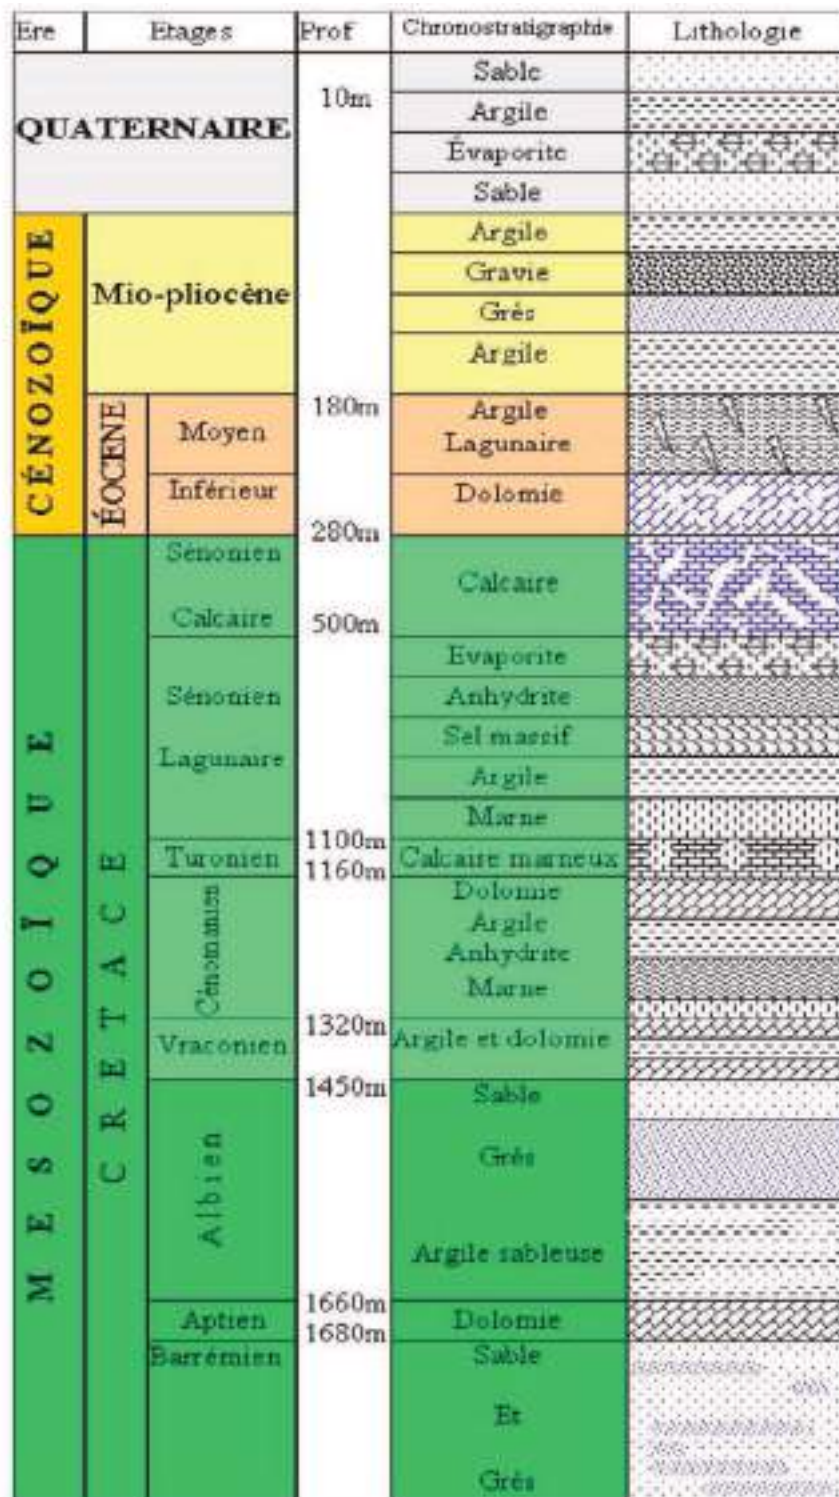 Ere Etages Prof Chronostratigraphie Lithologie
QUATERNAIRE
10m
Sable
Argile
Évaporite
Sable
CÉNOZOÏQUE
Mio-pliocène
Argile
Gravie
Grés
Argile
ÉOCENE
180m
Moyen
Argile
Lagunaire
Inférieur
Dolomie
280m
MESOZOÏQUE
CRETACE
Sénonien
Calcaire
Calcaire
500m
Sénonien
Lagunaire
Evaporite
Anhydrite
Sel massif
Argile
Marne
1100m
Turonien
Calcaire marneux
1160m
Cénomanien
Dolomie
Argile
Anhydrite
Marne
1320m
Vraconien
Argile et dolomie
1450m
Albien
Sable
Grés
Argile sableuse
1660m
Aptien
Dolomie
1680m
Barrémien
Sable
Et
Grés